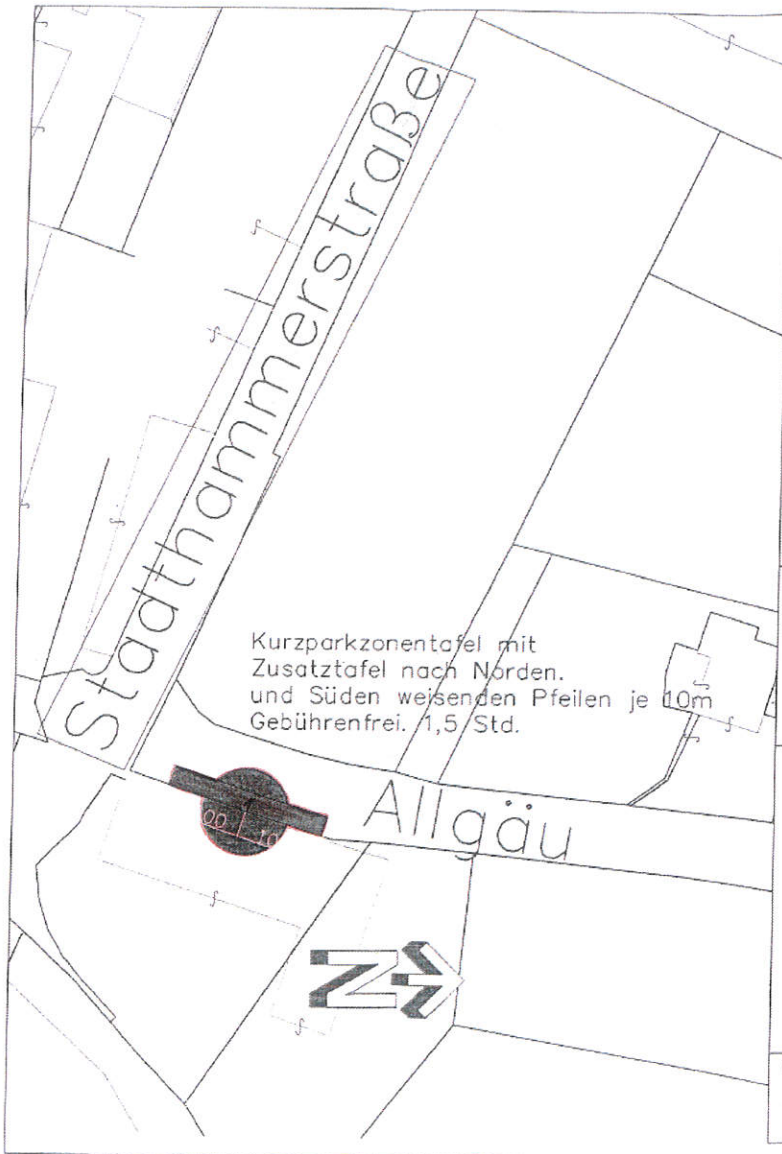 Stadthammerstraße
Kurzparkzonentafel mit
Zusatztafel nach Norden.
und Süden weisenden Pfeilen je 10m
Gebührenfrei. 1,5 Std.
Allgäu
N